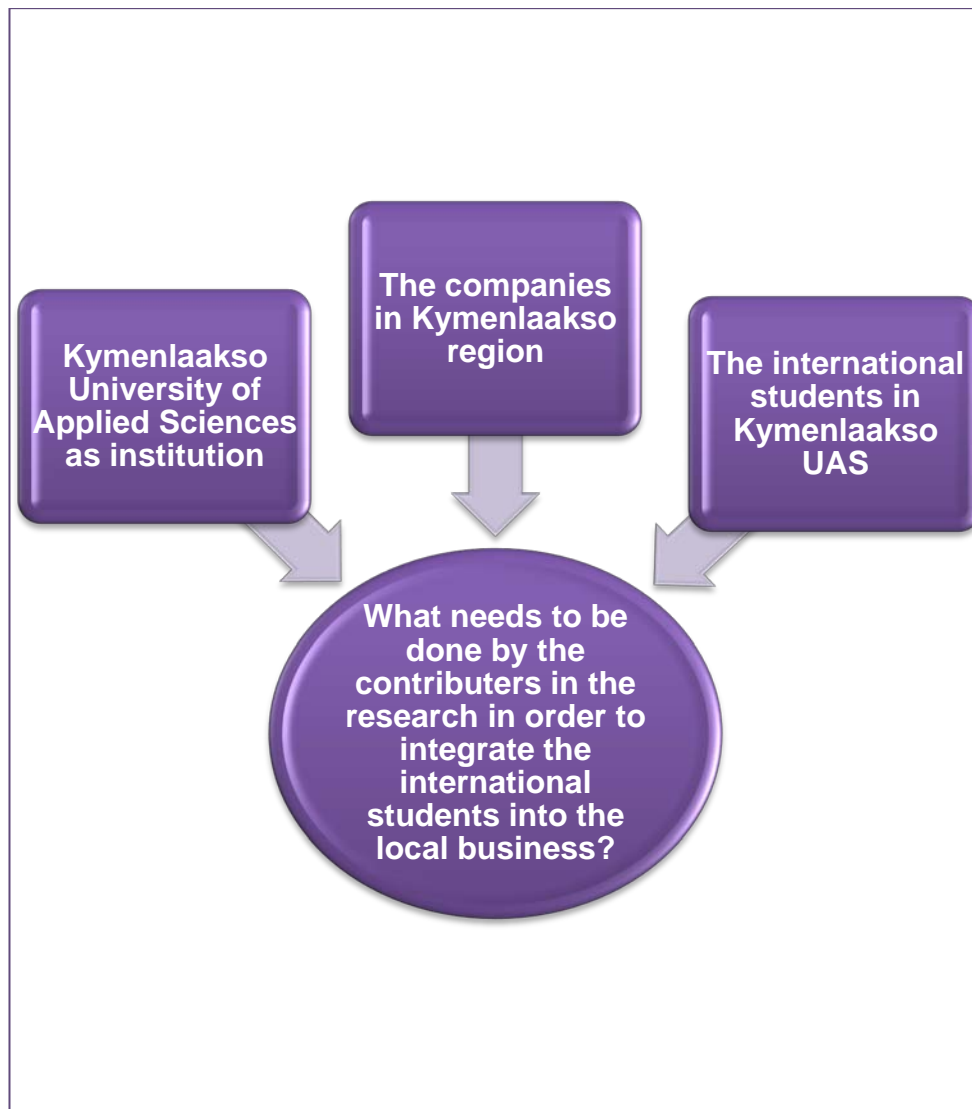 Kymenlaakso
University of
Applied Sciences
as institution
The companies
in Kymenlaakso
region
The international
students in
Kymenlaakso
UAS
What needs to be
done by the
contributers in the
research in order to
integrate the
international
students into the
local business?